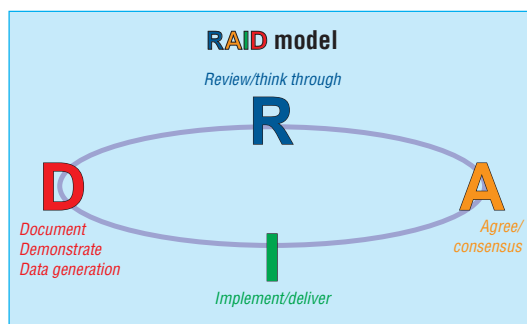 RAID model
Review/think through
R
D
A
Document
Demonstrate
Data generation
Agree/
consensus
I
Implement/deliver